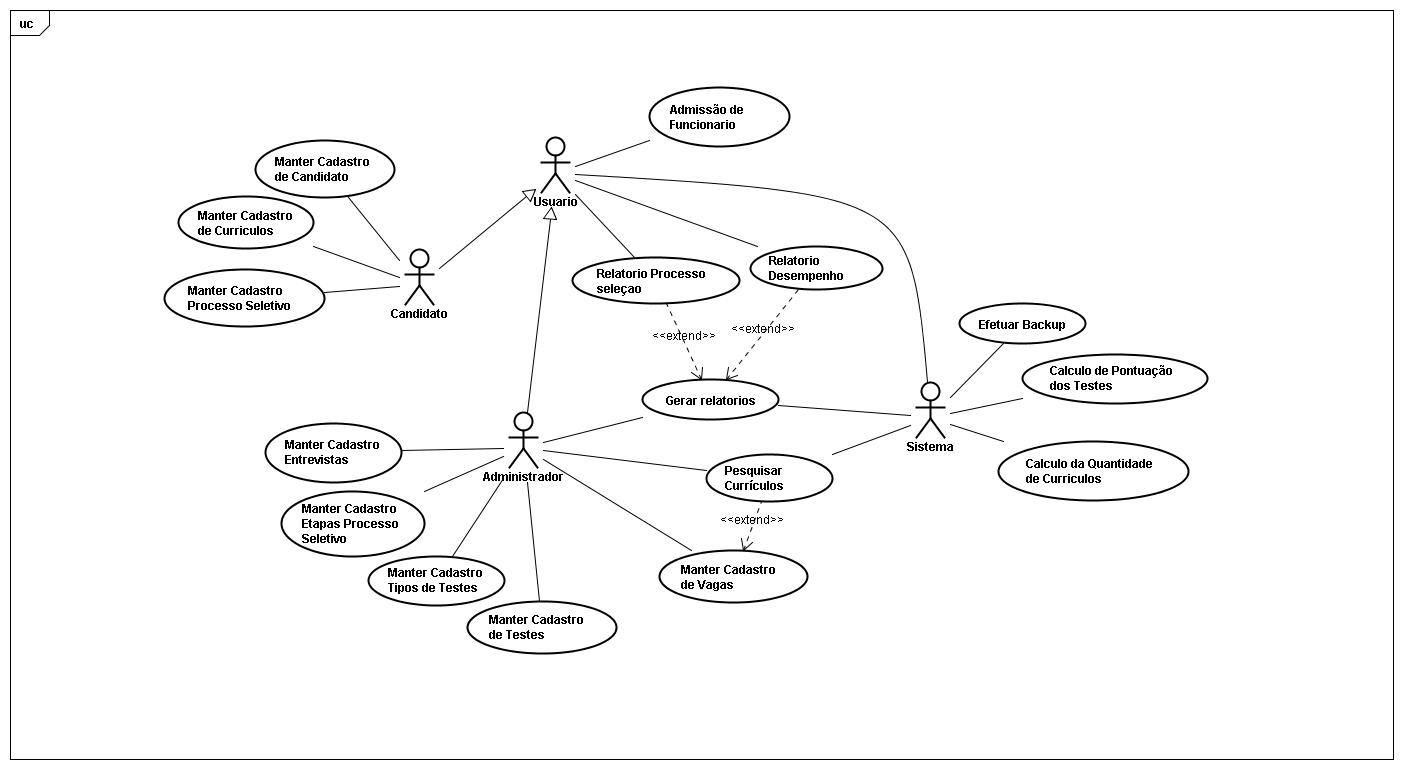 uc
Admissão de
Funcionario
Manter Cadastro
de Candidato
Usuario
Manter Cadastro
de Curriculos
Relatorio
Desempenho
Relatorio Processo
seleçao
Manter Cadastro
Processo Seletivo
Candidato
<<extend>>
<<extend>>
Efetuar Backup
Calculo de Pontuação
dos Testes
Gerar relatorios
Sistema
Manter Cadastro
Entrevistas
Administrador
Pesquisar
Currículos
Calculo da Quantidade
de Curriculos
Manter Cadastro
Etapas Processo
Seletivo
<<extend>>
Manter Cadastro
Tipos de Testes
Manter Cadastro
de Vagas
Manter Cadastro
de Testes